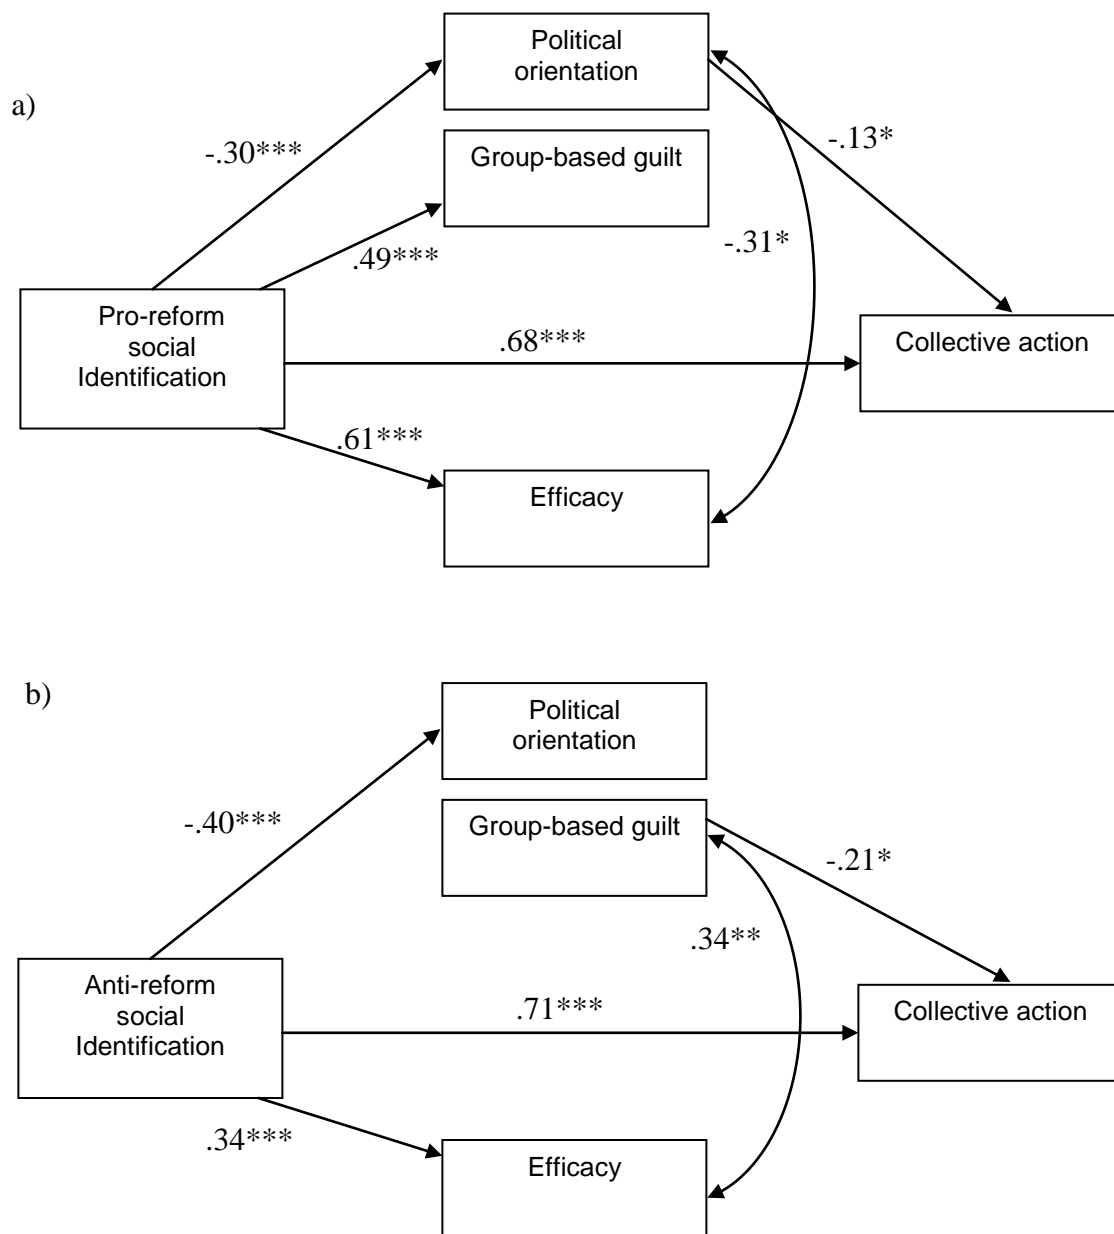 Political
orientation
a)
-.13*
-.30***
Group-based guilt
-.31*
.49***
Pro-reform
social
Identification
.68***
Collective action
.61***
Efficacy
b)
Political
orientation
-.40***
Group-based guilt
-.21*
.34**
Anti-reform
social
Identification
.71***
Collective action
.34***
Efficacy